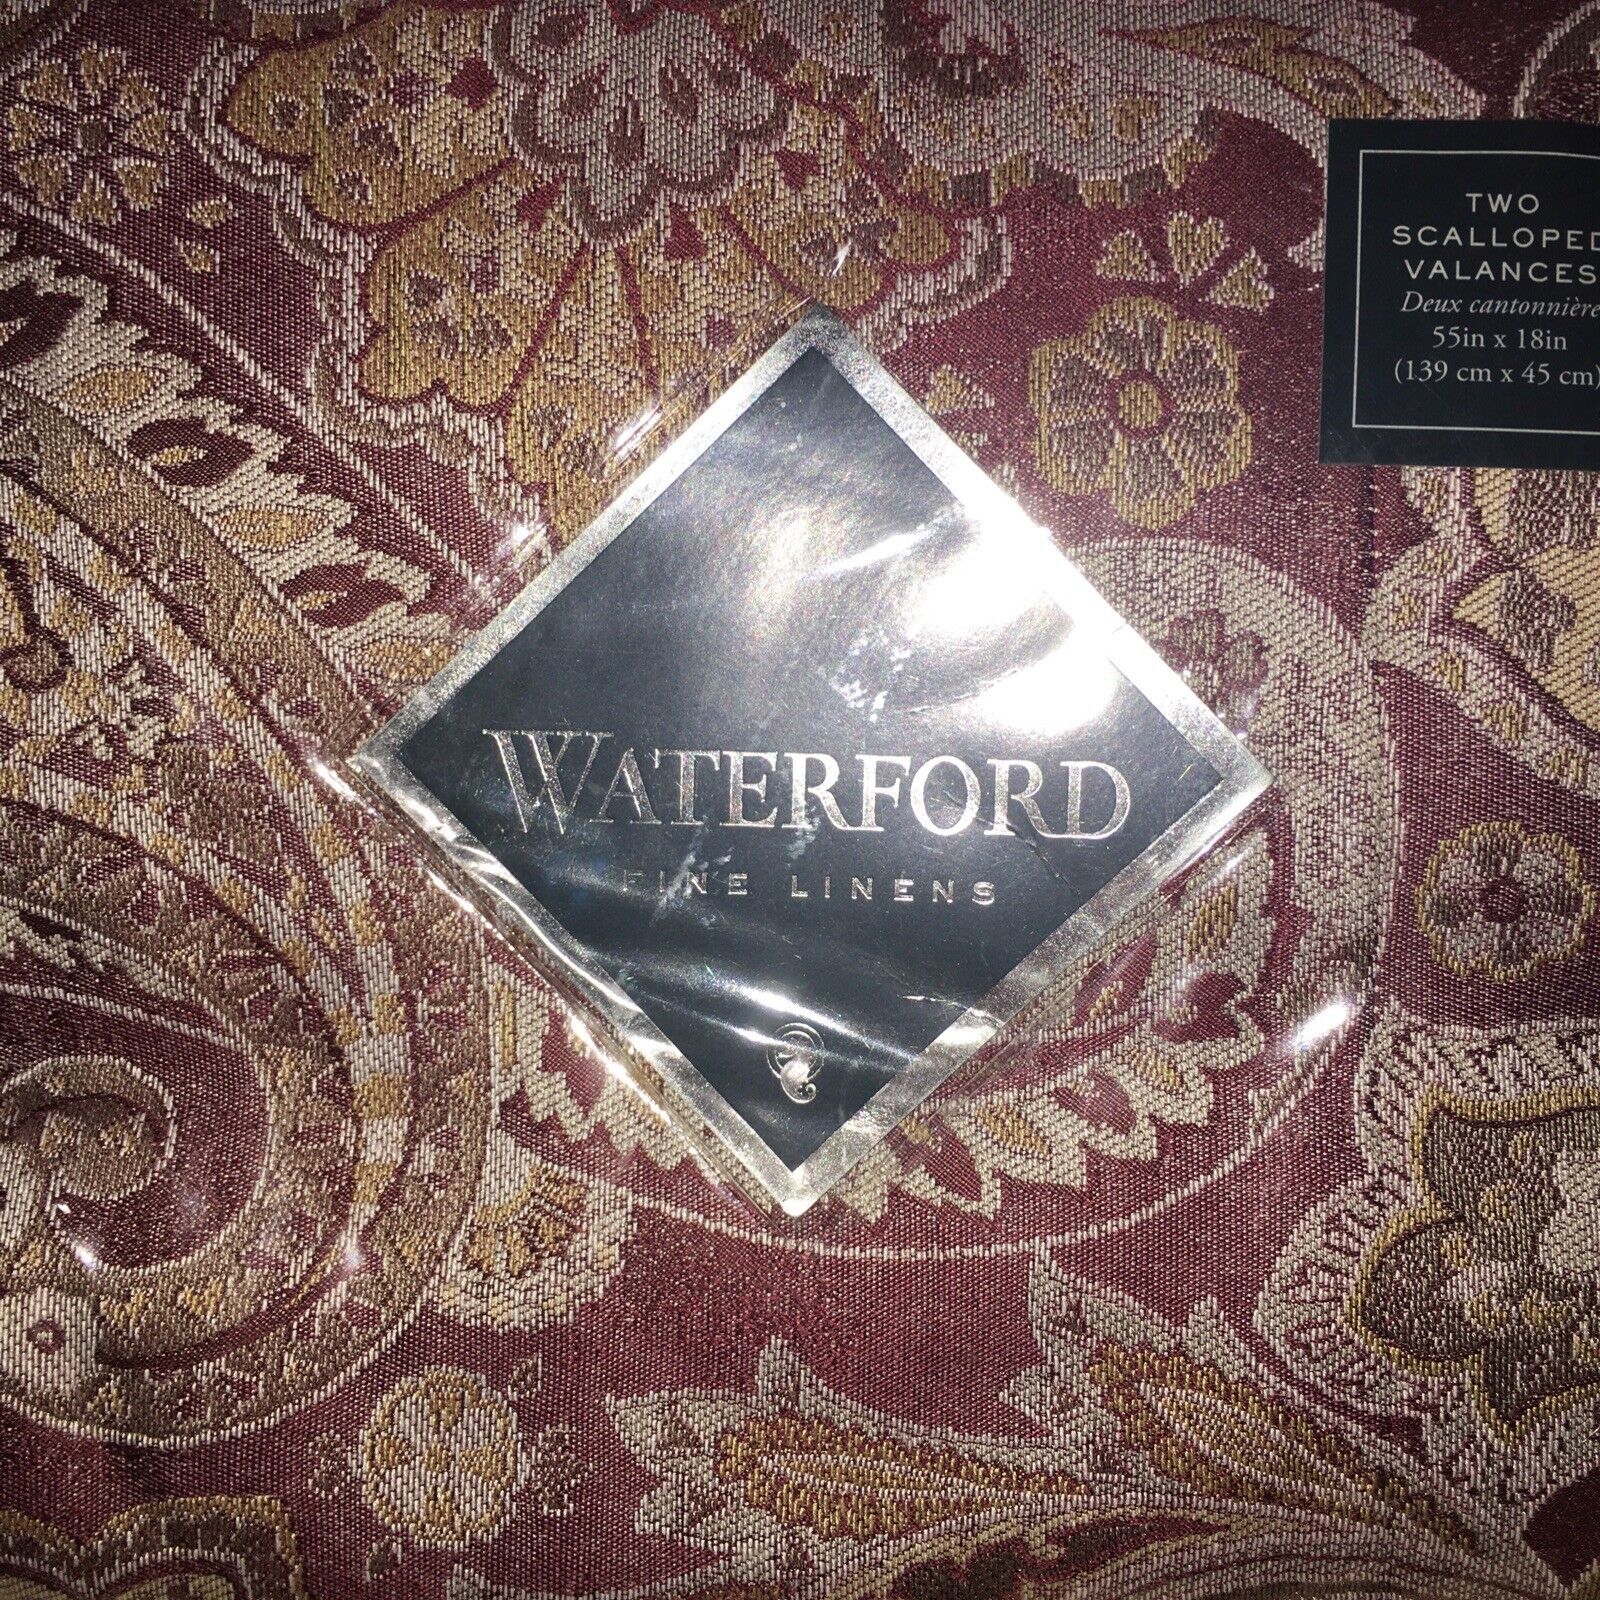 TWO
SCALLOPED
VALANCES
Deux cantonnière
55in x 18in
(139 cm x 45 cm)
WATERFORD
FINE LINENS